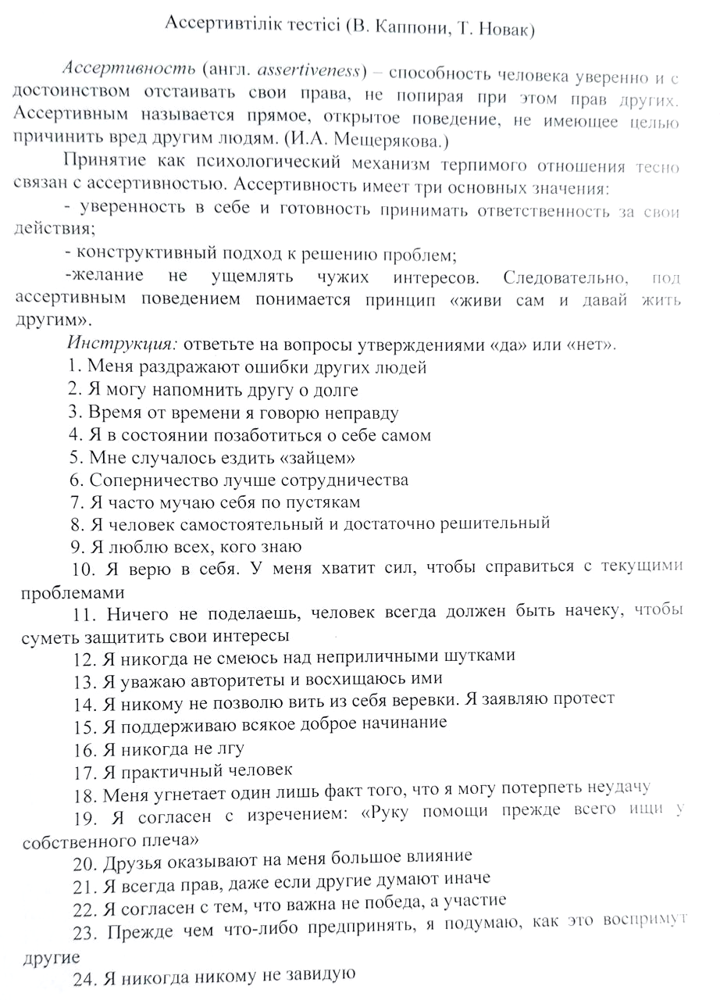 Ассертивтілік тестісі (В. Каппони, Т. Новак)
Ассертивность (англ. assertiveness) – способность человека уверенно и с
достоинством отстаивать свои права, не попирая при этом прав других.
Ассертивным называется прямое, открытое поведение, не имеющее целью
причинить вред другим людям. (И.А. Мещерякова.)
Принятие как психологический механизм терпимого отношения тесно
связан с ассертивностью. Ассертивность имеет три основных значения:
- уверенность в себе и готовность принимать ответственность за свои
действия;
- конструктивный подход к решению проблем;
-желание не ущемлять чужих интересов. Следовательно, под
ассертивным поведением понимается принцип «живи сам и давай жить
другим».
Инструкция: ответьте на вопросы утверждениями «да» или «нет».
1. Меня раздражают ошибки других людей
2. Я могу напомнить другу о долге
3. Время от времени я говорю неправду
4. Я в состоянии позаботиться о себе самом
5. Мне случалось ездить «зайцем»
6. Соперничество лучше сотрудничества
7. Я часто мучаю себя по пустякам
8. Я человек самостоятельный и достаточно решительный
9. Я люблю всех, кого знаю
10. Я верю в себя. У меня хватит сил, чтобы справиться с текущими
проблемами
11. Ничего не поделаешь, человек всегда должен быть начеку, чтобы
суметь защитить свои интересы
12. Я никогда не смеюсь над неприличными шутками
13. Я уважаю авторитеты и восхищаюсь ими
14. Я никому не позволю вить из себя веревки. Я заявляю протест
15. Я поддерживаю всякое доброе начинание
16. Я никогда не лгу
17. Я практичный человек
18. Меня угнетает один лишь факт того, что я могу потерпеть неудачу
19. Я согласен с изречением: «Руку помощи прежде всего ищи у
собственного плеча»
20. Друзья оказывают на меня большое влияние
21. Я всегда прав, даже если другие думают иначе
22. Я согласен с тем, что важна не победа, а участие
23. Прежде чем что-либо предпринять, я подумаю, как это воспримут
другие
24. Я никогда никому не завидую